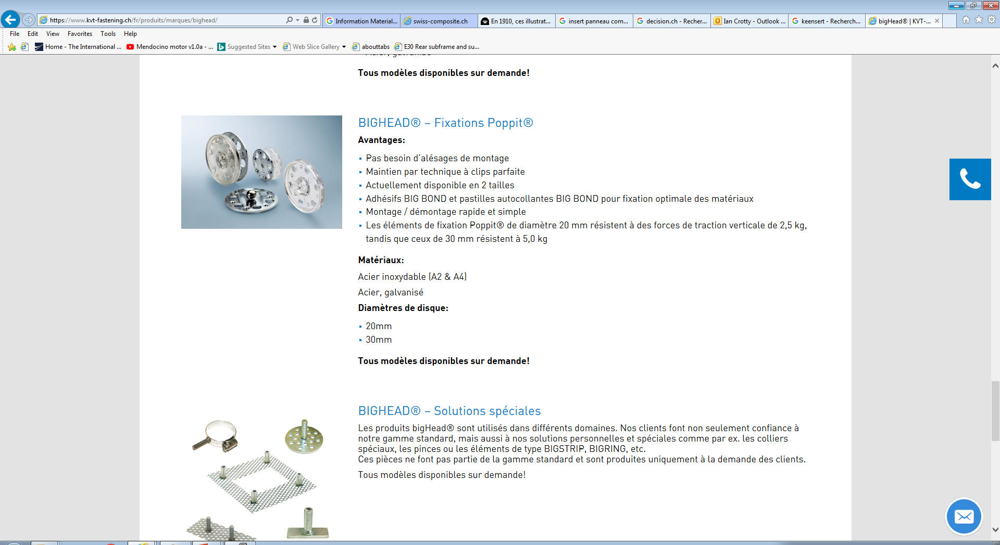 https://www.kvt-fastening.ch/fr/produits/marques/bighead/
Information Material...
swiss-composite.ch
En 1910, ces illustrat...
insert panneau com...
decision.ch - Recher...
Ian Crotty - Outlook ...
keensert - Recherch...
bigHead® | KVT-...
File Edit View Favorites Tools Help
Home - The International ...
Mendocino motor v1.0a - ...
Suggested Sites
Web Slice Gallery
abouttabs
E30 Rear subframe and su...
Tous modèles disponibles sur demande!
BIGHEAD® – Fixations Poppit®
Avantages:
Pas besoin d’alésages de montage
Maintien par technique à clips parfaite
Actuellement disponible en 2 tailles
Adhésifs BIG BOND et pastilles autocollantes BIG BOND pour fixation optimale des matériaux
Montage / démontage rapide et simple
Les éléments de fixation Poppit® de diamètre 20 mm résistent à des forces de traction verticale de 2,5 kg,
tandis que ceux de 30 mm résistent à 5,0 kg
Matériaux:
Acier inoxydable (A2 & A4)
Acier, galvanisé
Diamètres de disque:
20mm
30mm
Tous modèles disponibles sur demande!
BIGHEAD® – Solutions spéciales
Les produits bigHead® sont utilisés dans différents domaines. Nos clients font non seulement confiance à
notre gamme standard, mais aussi à nos solutions personnelles et spéciales comme par ex. les colliers
spéciaux, les pinces ou les éléments de type BIGSTRIP, BIGRING, etc.
Ces pièces ne font pas partie de la gamme standard et sont produites uniquement à la demande des clients.
Tous modèles disponibles sur demande!